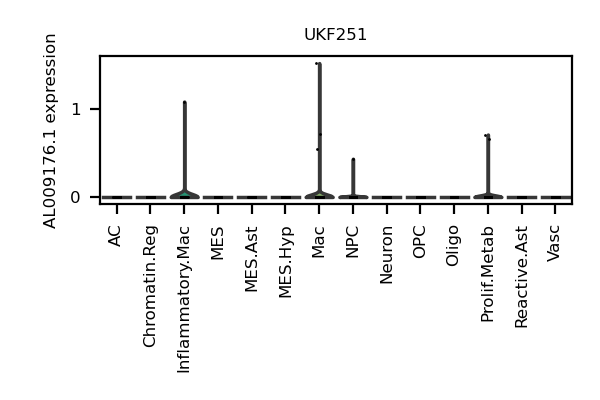 UKF251
AL009176.1 expression
1
0
AC
Chromatin.Reg
Inflammatory.Mac
MES
MES.Ast
MES.Hyp
Mac
NPC
Neuron
OPC
Oligo
Prolif.Metab
Reactive.Ast
Vasc